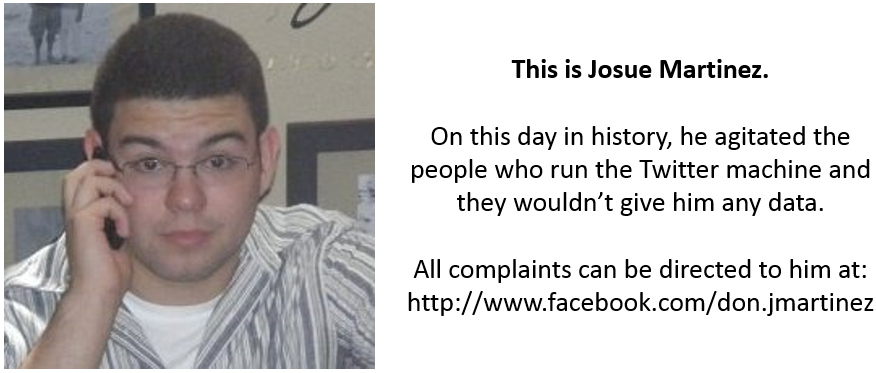 This is Josue Martinez.
On this day in history, he agitated the
people who run the Twitter machine and
they wouldn’t give him any data.
All complaints can be directed to him at:
http://www.facebook.com/don.jmartinez